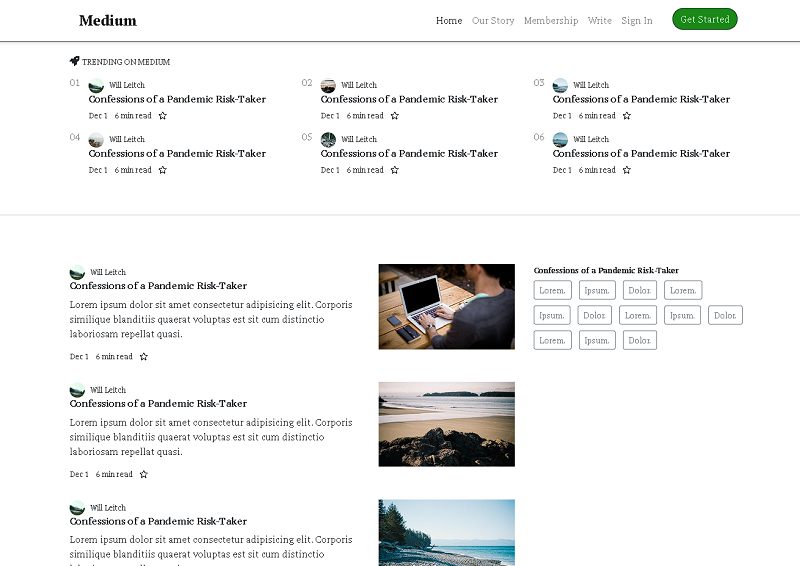 Medium
Home Our Story Membership Write Sign In Get Started
TRENDING ON MEDIUM
01 Will Leitch
Confessions of a Pandemic Risk-Taker
Dec 1 6 min read
02 Will Leitch
Confessions of a Pandemic Risk-Taker
Dec 1 6 min read
03 Will Leitch
Confessions of a Pandemic Risk-Taker
Dec 1 6 min read
04 Will Leitch
Confessions of a Pandemic Risk-Taker
Dec 1 6 min read
05 Will Leitch
Confessions of a Pandemic Risk-Taker
Dec 1 6 min read
06 Will Leitch
Confessions of a Pandemic Risk-Taker
Dec 1 6 min read
Will Leitch
Confessions of a Pandemic Risk-Taker
Lorem ipsum dolor sit amet consectetur adipisicing elit. Corporis
similique blanditiis quaerat voluptas est sit cum distinctio
laboriosam repellat quasi.
Dec 1 6 min read
Will Leitch
Confessions of a Pandemic Risk-Taker
Lorem ipsum dolor sit amet consectetur adipisicing elit. Corporis
similique blanditiis quaerat voluptas est sit cum distinctio
laboriosam repellat quasi.
Dec 1 6 min read
Will Leitch
Confessions of a Pandemic Risk-Taker
Lorem ipsum dolor sit amet consectetur adipisicing elit. Corporis
similique blanditiis quaerat voluptas est sit cum distinctio
Confessions of a Pandemic Risk-Taker
Lorem. Ipsum. Dolor. Lorem.
Ipsum. Dolor. Lorem. Ipsum. Dolor.
Lorem. Ipsum. Dolor.